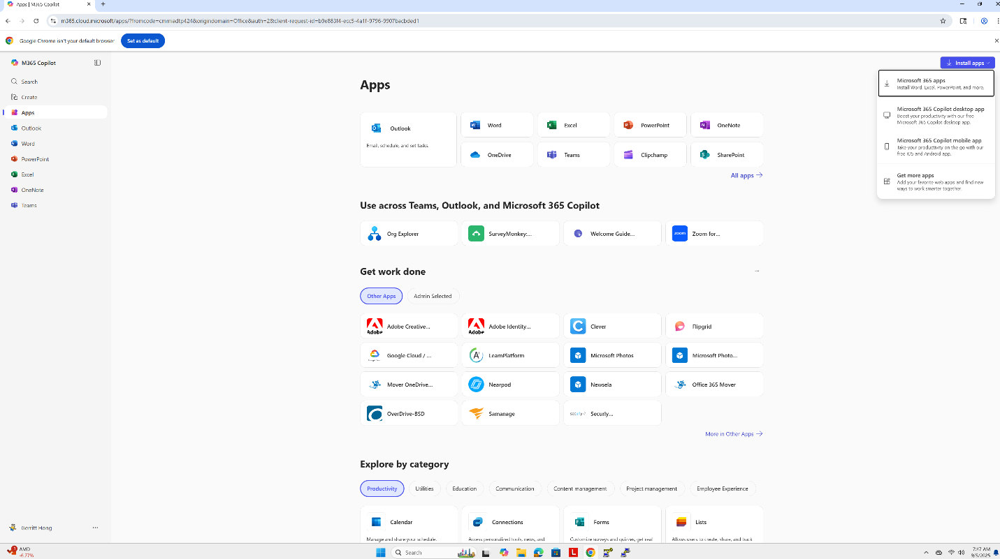 Apps | M365 Copilot
m365.cloud.microsoft/apps/?fromcode=cmmiadtp424&origindomain=Office&auth=2&client-request-id=b9e883f4-ecc5-4a1f-9796-9907bacbded1
Google Chrome isn't your default browser
Set as default
M365 Copilot
Search
Create
Apps
Outlook
Word
PowerPoint
Excel
OneNote
Teams
Gerritt Hong
Install apps
Microsoft 365 apps
Install Word, Excel, PowerPoint, and more.
Microsoft 365 Copilot desktop app
Boost your productivity with our free
Microsoft 365 Copilot desktop app.
Microsoft 365 Copilot mobile app
Take your productivity on the go with our
free iOS and Android app.
Get more apps
Add your favorite web apps and find new
ways to work smarter together.
Apps
Outlook
Email, schedule, and set tasks.
Word
Excel
PowerPoint
OneNote
OneDrive
Teams
Clipchamp
SharePoint
All apps
Use across Teams, Outlook, and Microsoft 365 Copilot
Org Explorer
SurveyMonkey:...
Welcome Guide...
zoom
Zoom for...
Get work done
Other Apps
Admin Selected
Adobe
Adobe Creative...
Adobe
Adobe Identity...
Clever
Flipgrid
Google Cloud / ...
LearnPlatform
Microsoft Photos
Microsoft Photo...
Mover OneDrive...
Nearpod
Newsela
Office 365 Mover
OverDrive-BSD
Samanage
Securly...
More in Other Apps
Explore by category
Productivity
Utilities
Education
Communication
Content management
Project management
Employee Experience
Calendar
Manage and share your schedule.
Connections
Access personalized tools, news, and
Forms
Customize surveys and quizzes, get real
Lists
Allows users to create, share, and track
AMD
-6.77%
Search
7:47 AM
9/5/2025